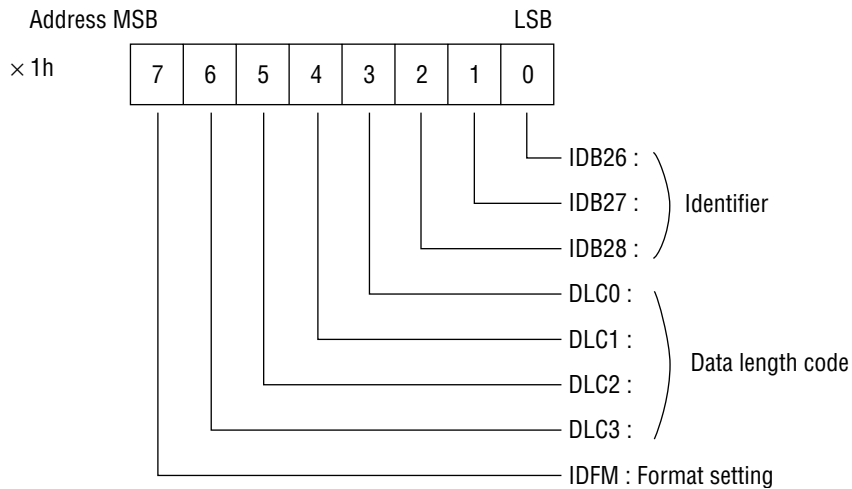 Address MSB LSB
× 1h 7 6 5 4 3 2 1 0
IDB26 :
IDB27 : Identifier
IDB28 :
DLC0 :
DLC1 :
Data length code
DLC2 :
DLC3 :
IDFM : Format setting